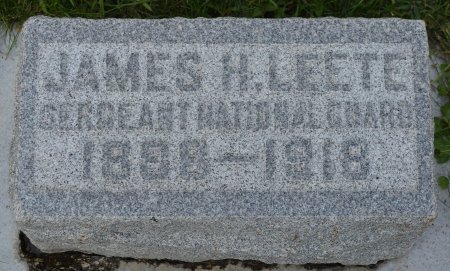 JAMES H. LEETE
SERGEANT NATIONAL GUARD
1898—1918